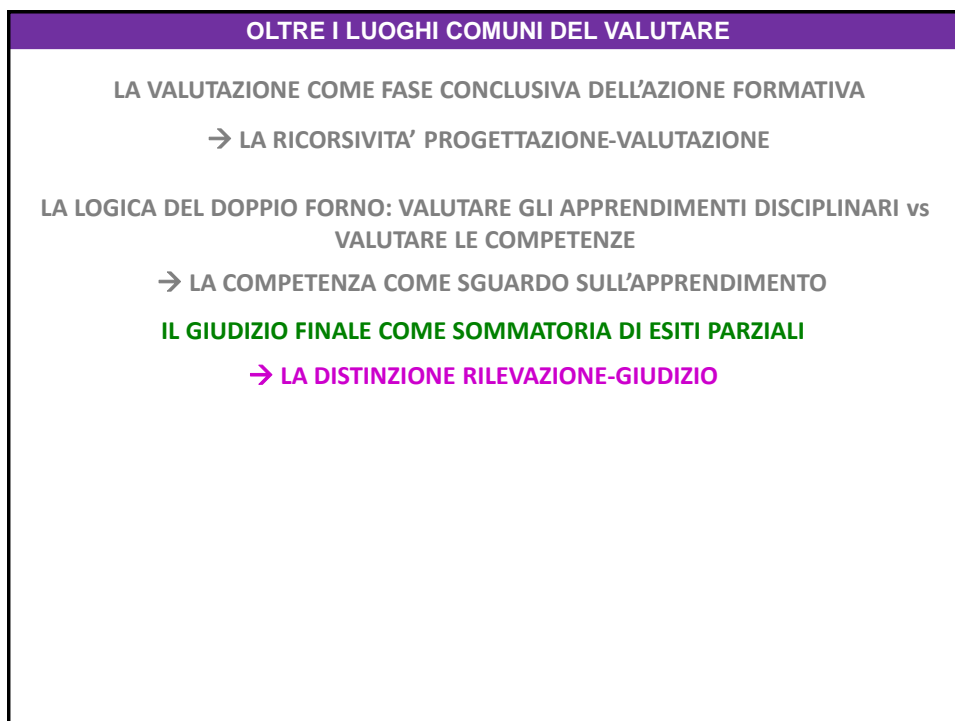 OLTRE I LUOGHI COMUNI DEL VALUTARE
LA VALUTAZIONE COME FASE CONCLUSIVA DELL'AZIONE FORMATIVA
→ LA RICORSIVITA' PROGETTAZIONE-VALUTAZIONE
LA LOGICA DEL DOPPIO FORNO: VALUTARE GLI APPRENDIMENTI DISCIPLINARI vs
VALUTARE LE COMPETENZE
→ LA COMPETENZA COME SGUARDO SULL'APPRENDIMENTO
IL GIUDIZIO FINALE COME SOMMATORIA DI ESITI PARZIALI
→ LA DISTINZIONE RILEVAZIONE-GIUDIZIO